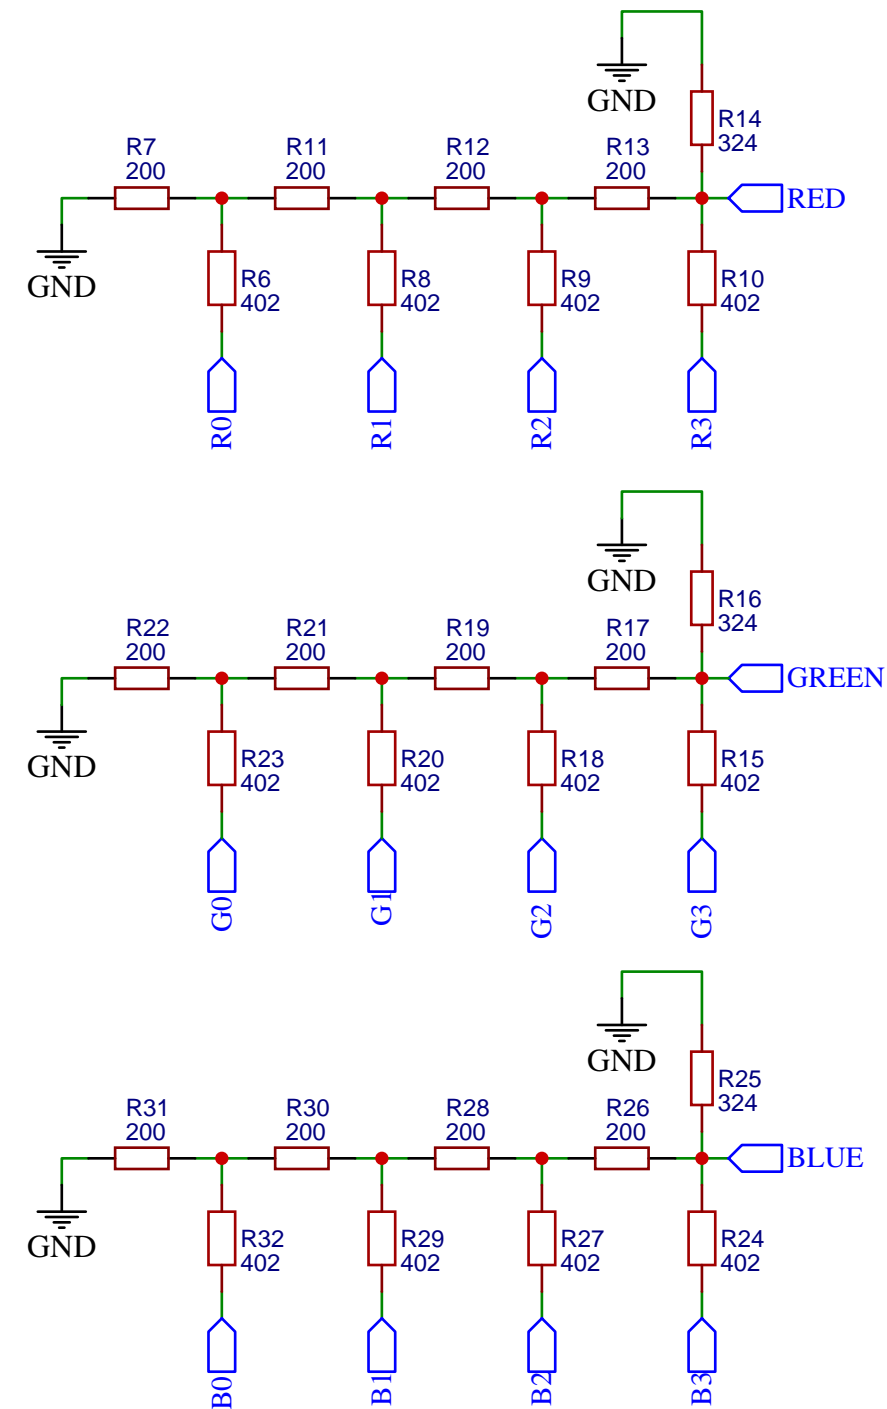 GND
R14
324
R7
200
R11
200
R12
200
R13
200
RED
GND
R6
402
R8
402
R9
402
R10
402
R0
R1
R2
R3
GND
R16
324
R22
200
R21
200
R19
200
R17
200
GREEN
GND
R23
402
R20
402
R18
402
R15
402
G0
G1
G2
G3
GND
R25
324
R31
200
R30
200
R28
200
R26
200
BLUE
GND
R32
402
R29
402
R27
402
R24
402
B0
B1
B2
B3